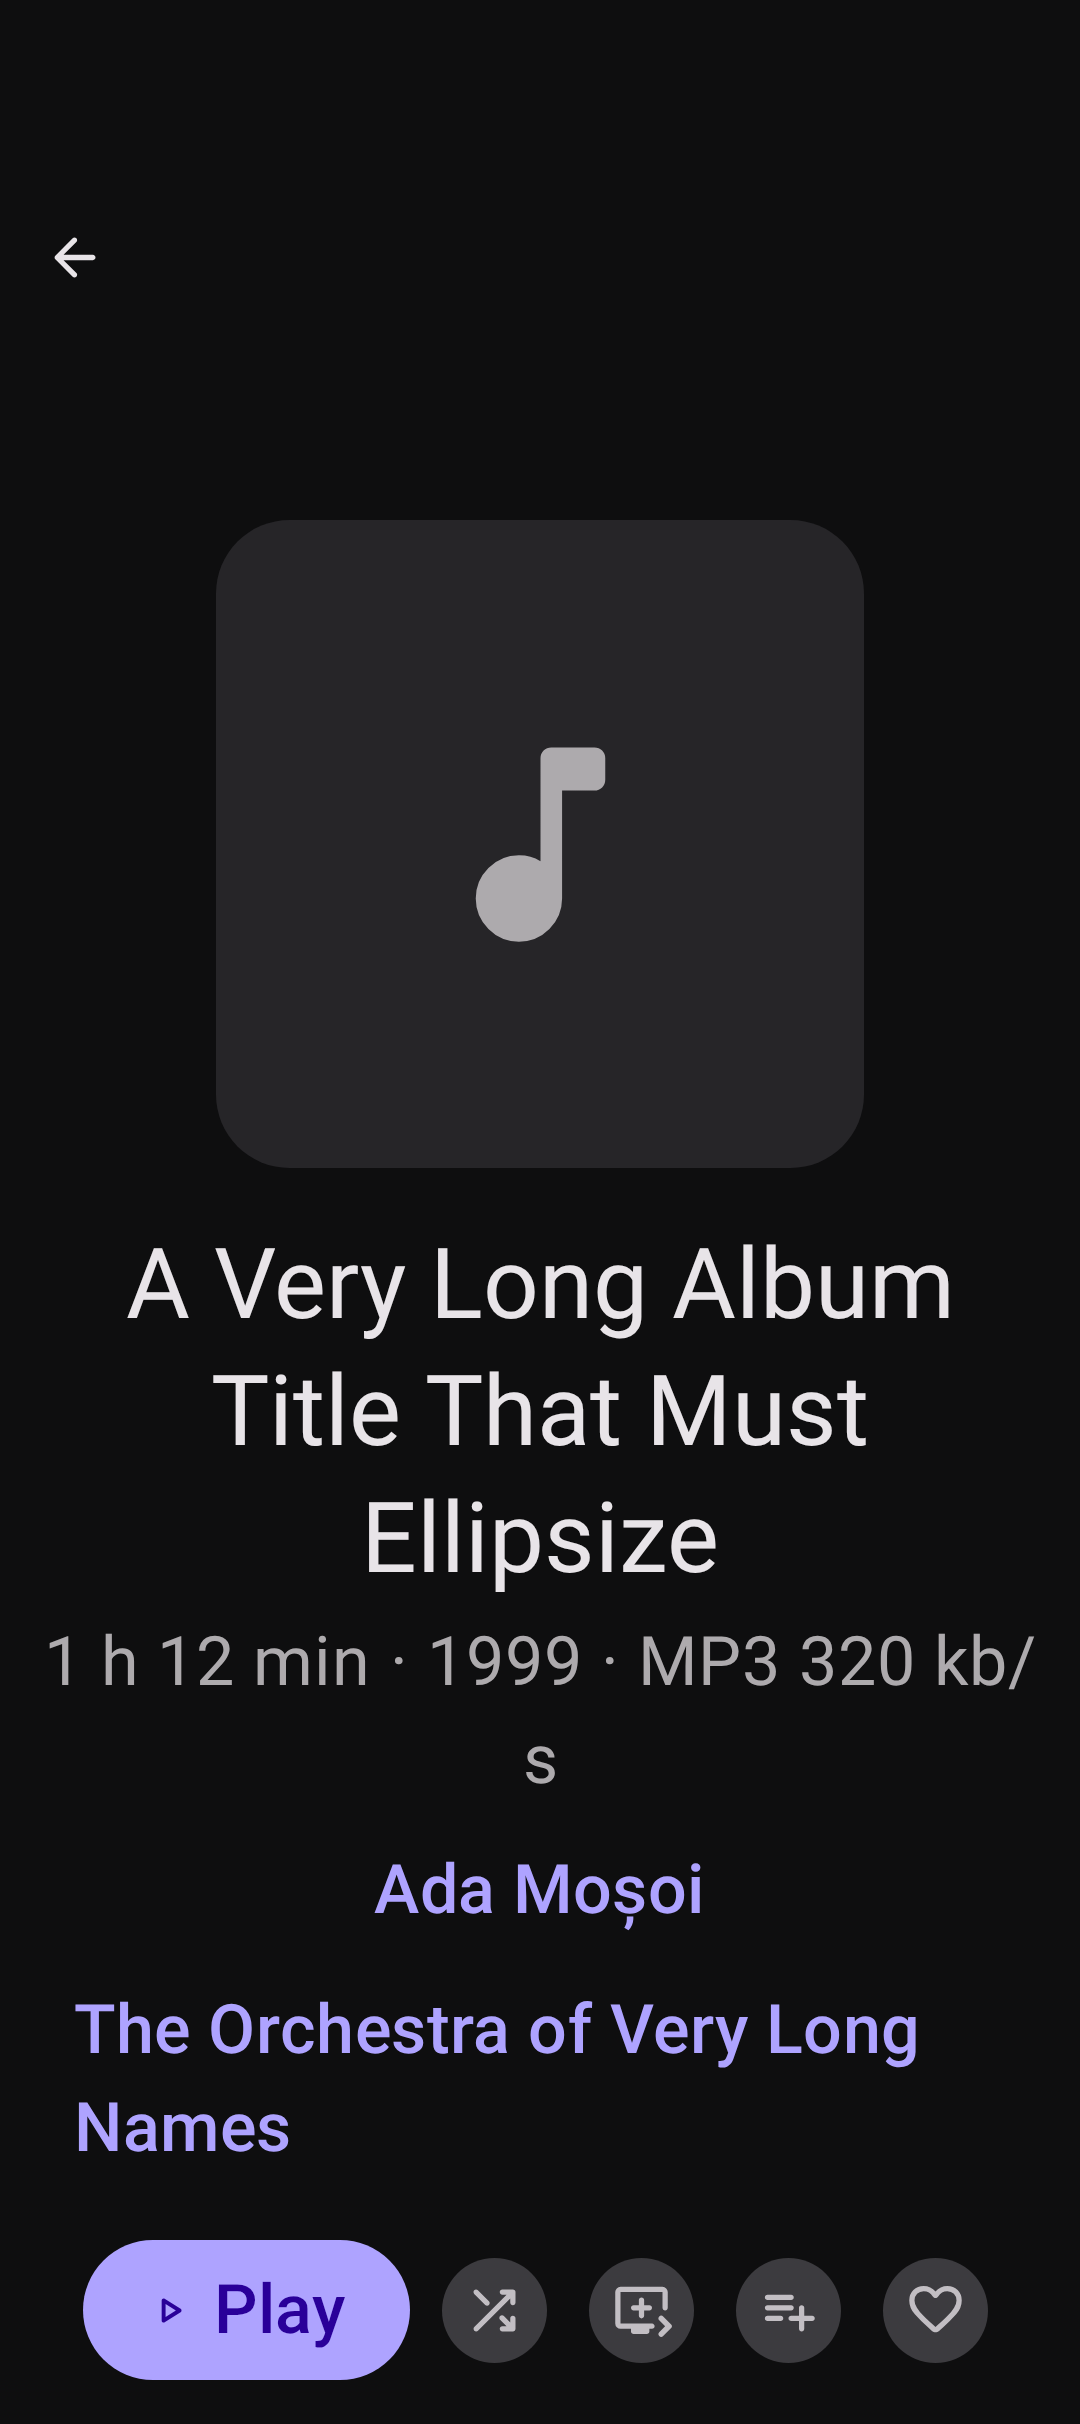 A Very Long Album
Title That Must
Ellipsize
1 h 12 min · 1999 · MP3 320 kb/
s
Ada Moșoi
The Orchestra of Very Long
Names
Play